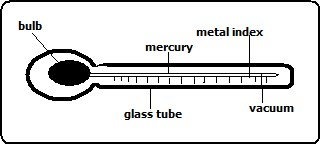 bulb
metal index
mercury
glass tube
vacuum